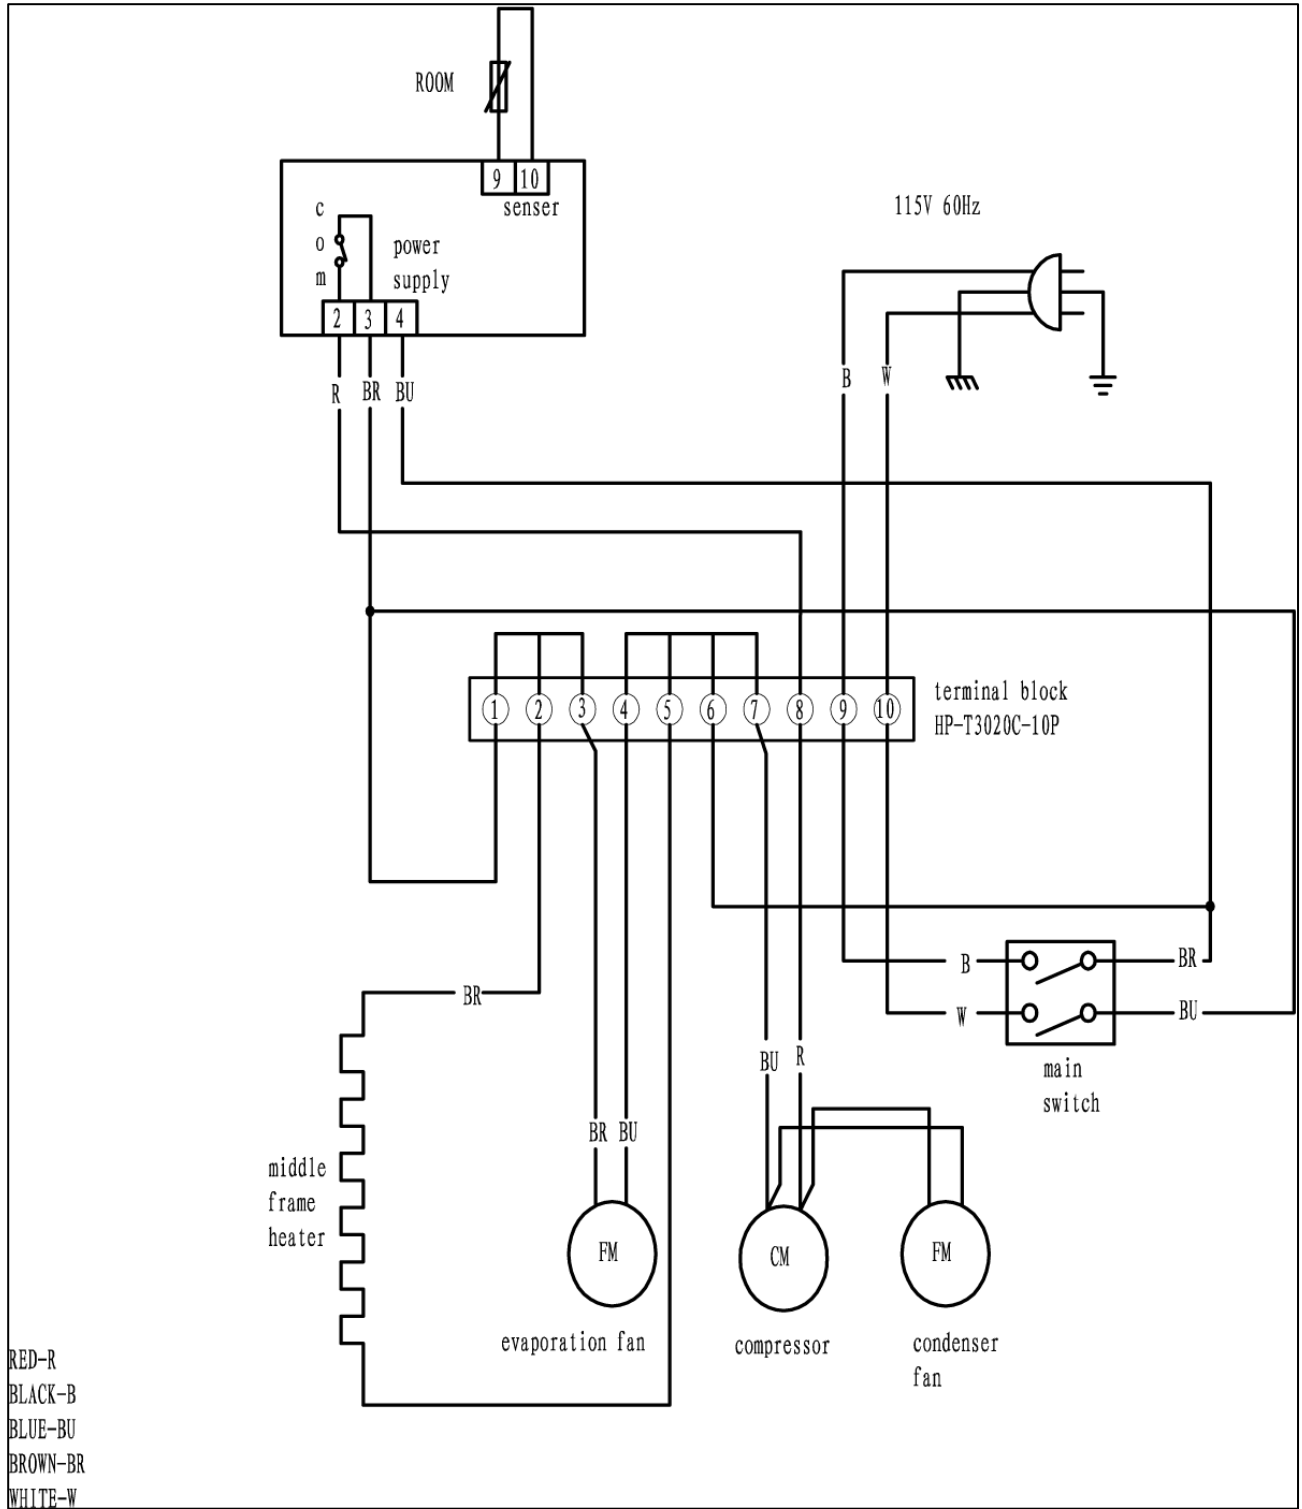 ROOM
9 10
senser
115V 60Hz
c
o
m
power
supply
2 3 4
R BR BU
B W
1 2 3 4 5 6 7 8 9 10
terminal block
HP-T3020C-10P
B BR
W BU
BR
main
switch
BU R
BR BU
middle
frame
heater
FM CM FM
evaporation fan
compressor
condenser
fan
RED-R
BLACK-B
BLUE-BU
BROWN-BR
WHITE-W